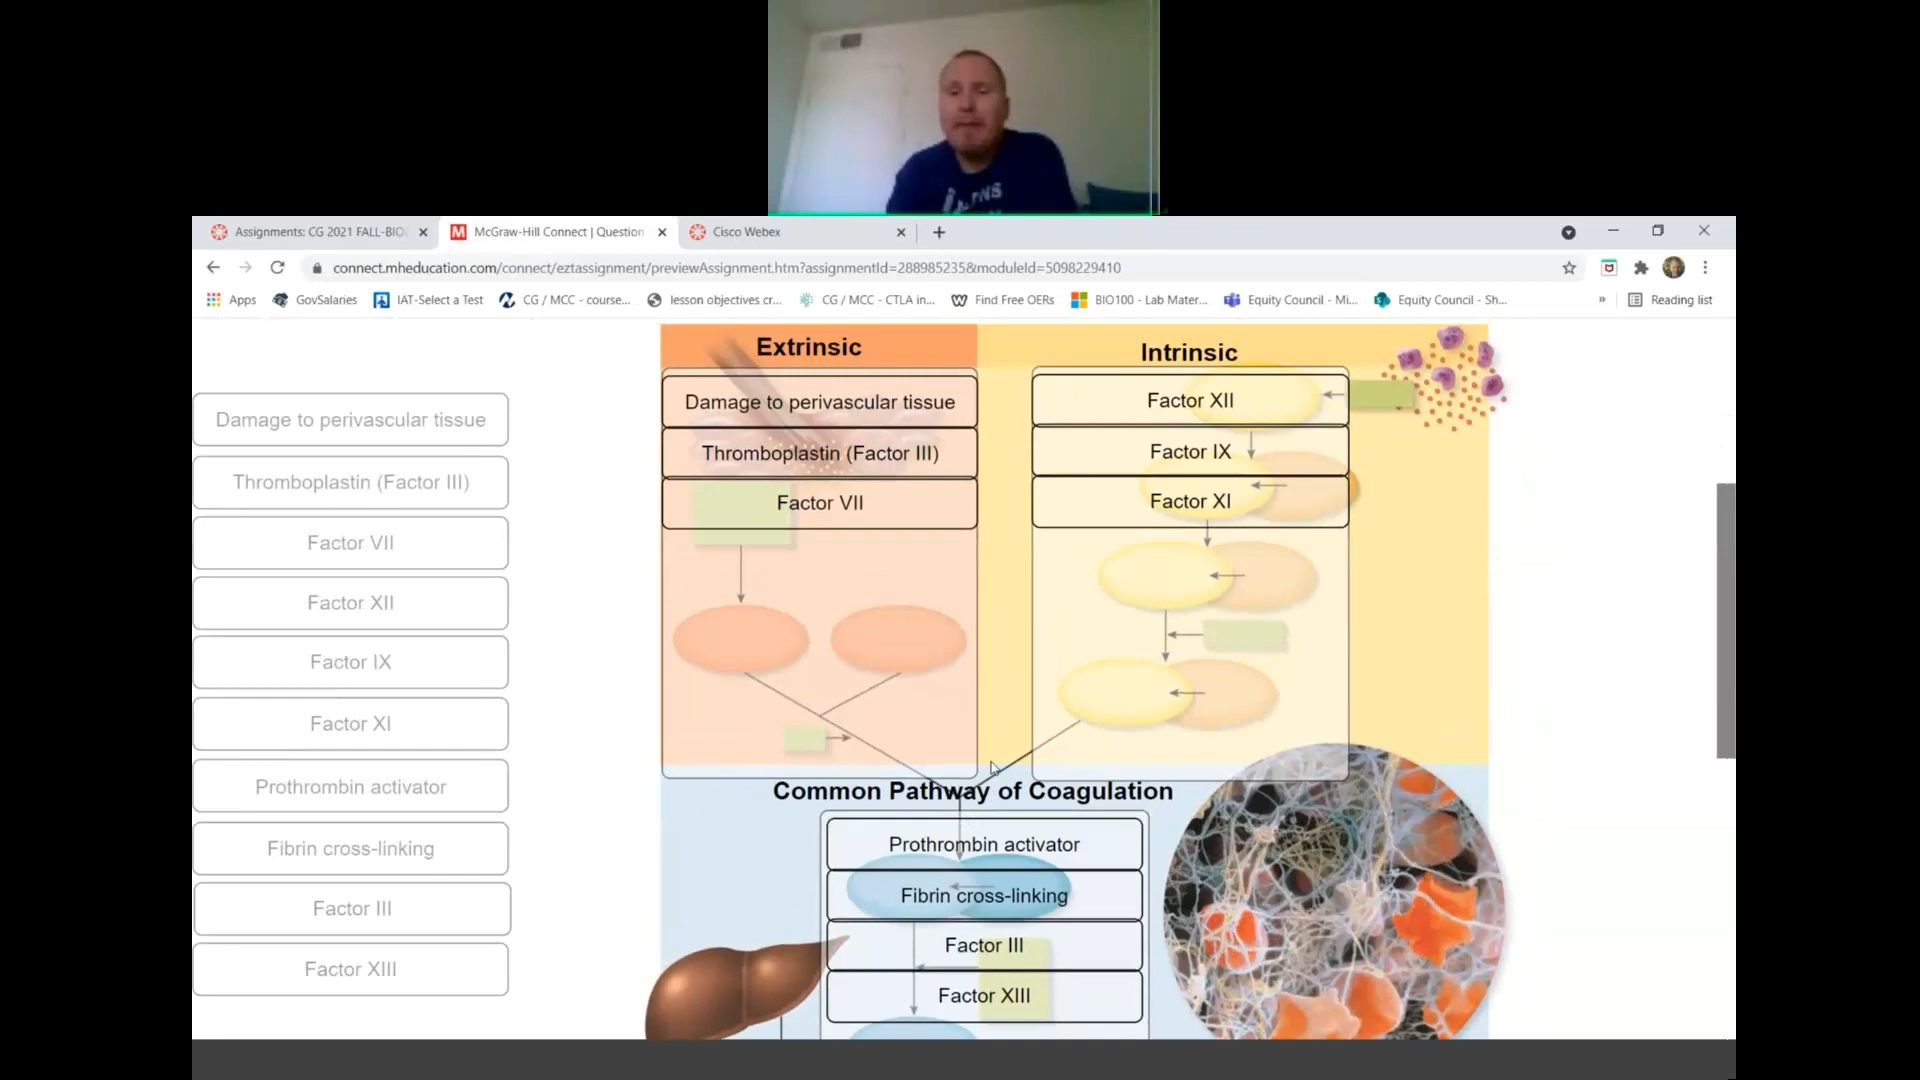 Assignments: CG 2021 FALL-BIO
McGraw-Hill Connect | Question
Cisco Webex
connect.mheducation.com/connect/eztassignment/previewAssignment.htm?assignmentId=288985235&moduleId=5098229410
Apps
GovSalaries
IAT-Select a Test
CG / MCC - course...
lesson objectives cr...
CG / MCC - CTLA in...
Find Free OERs
BIO100 - Lab Mater...
Equity Council - Mi...
Equity Council - Sh...
»
Reading list
Damage to perivascular tissue
Thromboplastin (Factor III)
Factor VII
Factor XII
Factor IX
Factor XI
Prothrombin activator
Fibrin cross-linking
Factor III
Factor XIII
Extrinsic
Damage to perivascular tissue
Thromboplastin (Factor III)
Factor VII
Intrinsic
Factor XII
Factor IX
Factor XI
Common Pathway of Coagulation
Prothrombin activator
Fibrin cross-linking
Factor III
Factor XIII